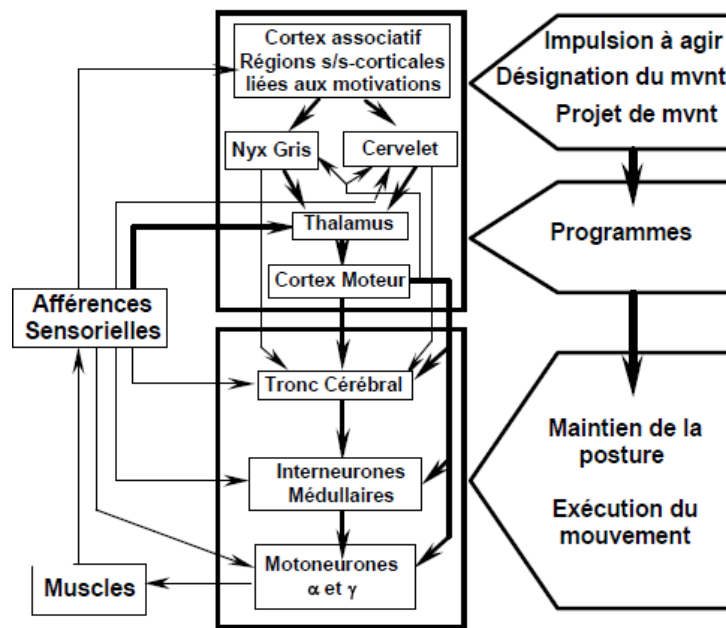 Cortex associatif
Régions s/s-corticales
liées aux motivations
Nyx Gris
Cervelet
Thalamus
Cortex Moteur
Afférences
Sensorielles
Tronc Cérébral
Interneurones
Médullaires
Motoneurones
α et γ
Muscles
Impulsion à agir
Désignation du mvnt
Projet de mvnt
Programmes
Maintien de la
posture
Exécution du
mouvement